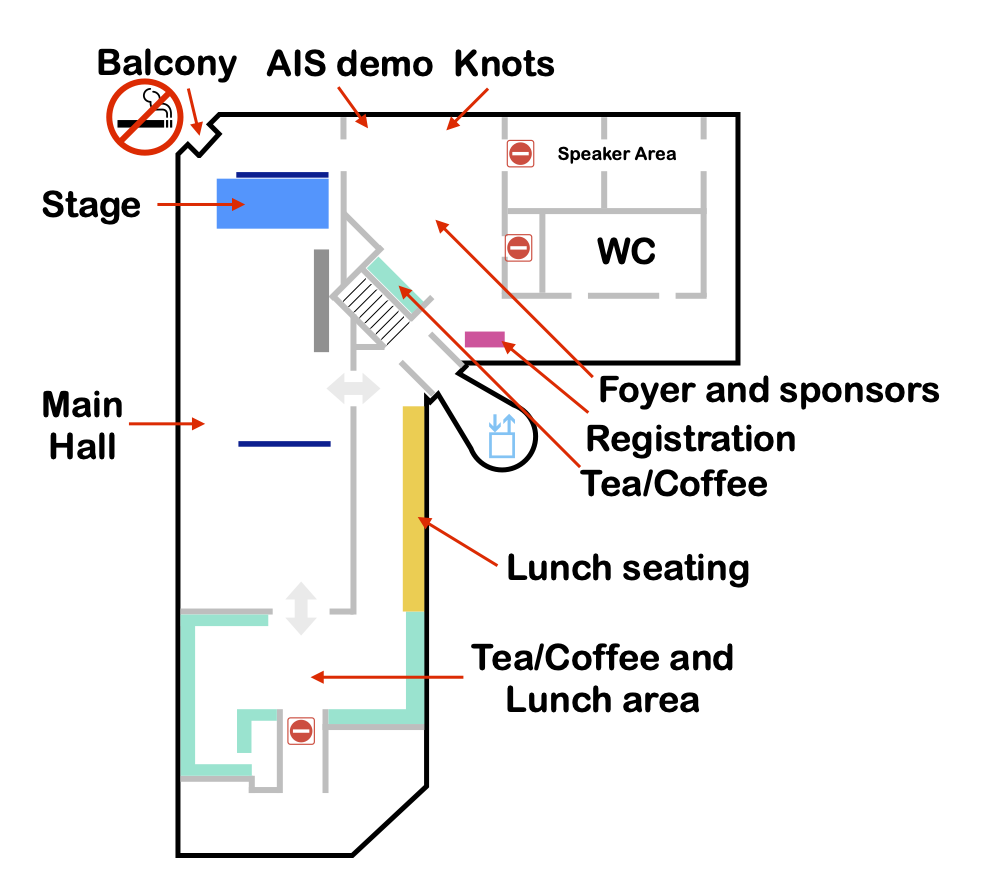 Balcony
AIS demo
Knots
Speaker Area
Stage
WC
Foyer and sponsors
Main
Hall
Registration
Tea/Coffee
Lunch seating
Tea/Coffee and
Lunch area